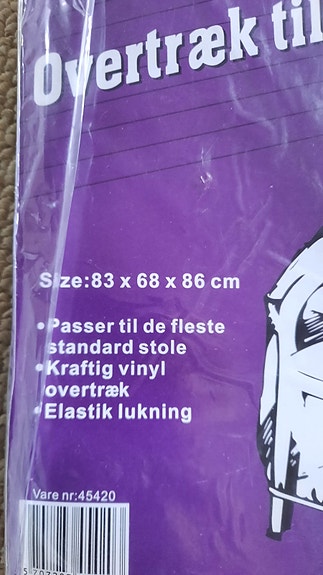 Overtræk til
Size:83 x 68 x 86 cm
•Passer til de fleste
standard stole
•Kraftig vinyl
overtræk
•Elastik lukning
Vare nr:45420